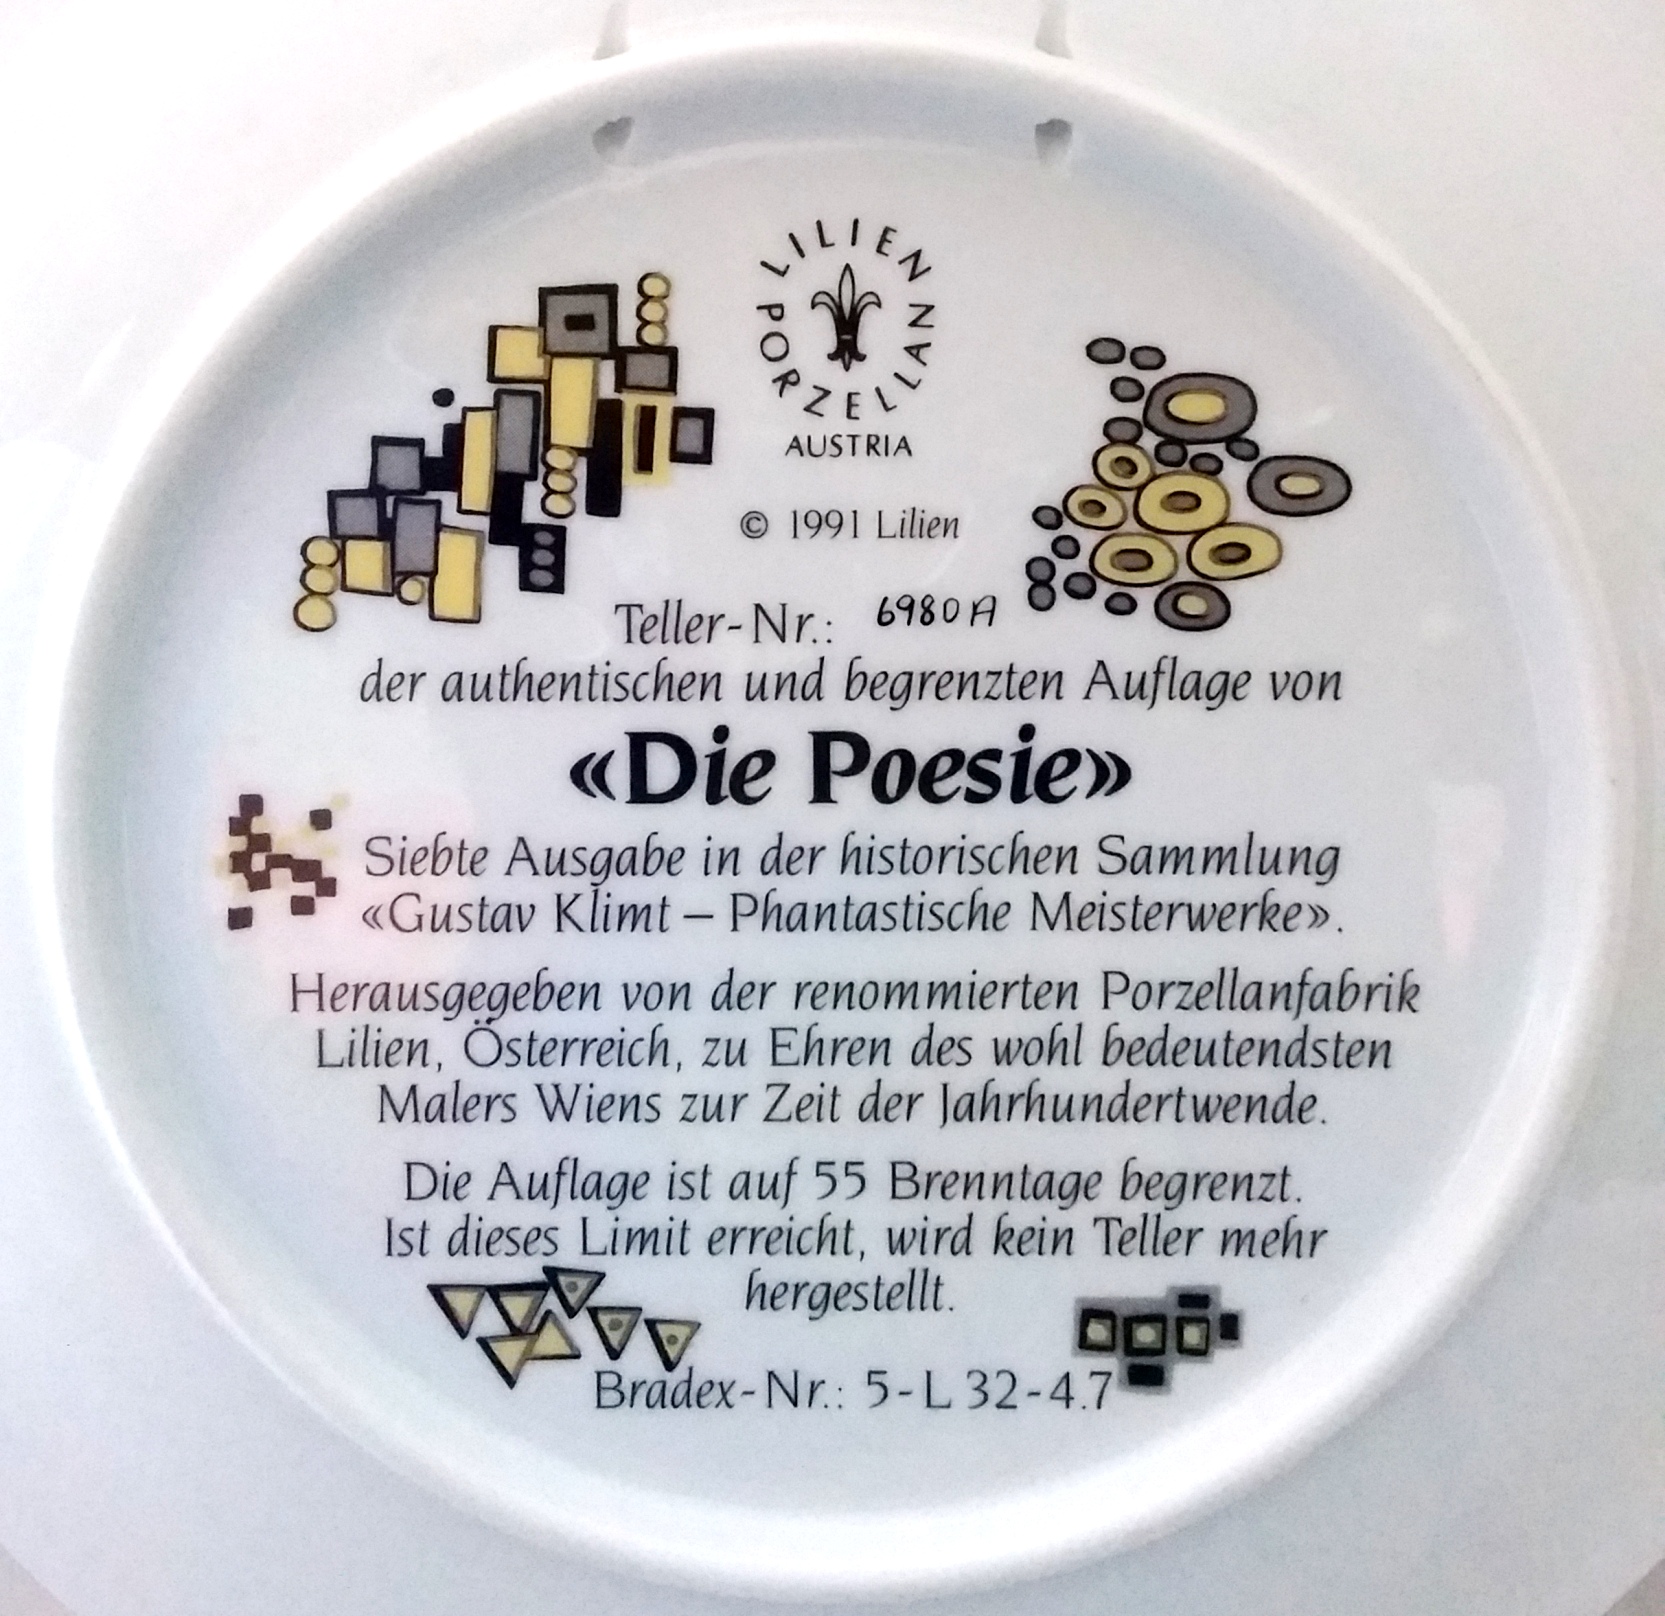 LILIEN
PORZELLAN
AUSTRIA
© 1991 Lilien
Teller-Nr.: 6980A
der authentischen und begrenzten Auflage von
«Die Poesie»
Siebte Ausgabe in der historischen Sammlung
«Gustav Klimt – Phantastische Meisterwerke».
Herausgegeben von der renommierten Porzellanfabrik
Lilien, Österreich, zu Ehren des wohl bedeutendsten
Malers Wiens zur Zeit der Jahrhundertwende.
Die Auflage ist auf 55 Brenntage begrenzt.
Ist dieses Limit erreicht, wird kein Teller mehr
hergestellt.
Bradex-Nr.: 5-L32-4.7